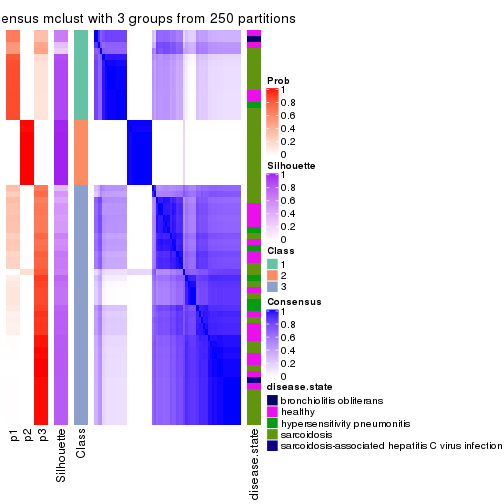 ensus mclust with 3 groups from 250 partitions
Prob
1
0.8
0.6
0.4
0.2
0
Silhouette
1
0.8
0.6
0.4
0.2
0
Class
1
2
3
Consensus
1
0.8
0.6
0.4
0.2
0
disease.state
bronchiolitis obliterans
healthy
hypersensitivity pneumonitis
sarcoidosis
sarcoidosis-associated hepatitis C virus infection
p1
p2
p3
Silhouette
Class
disease.state